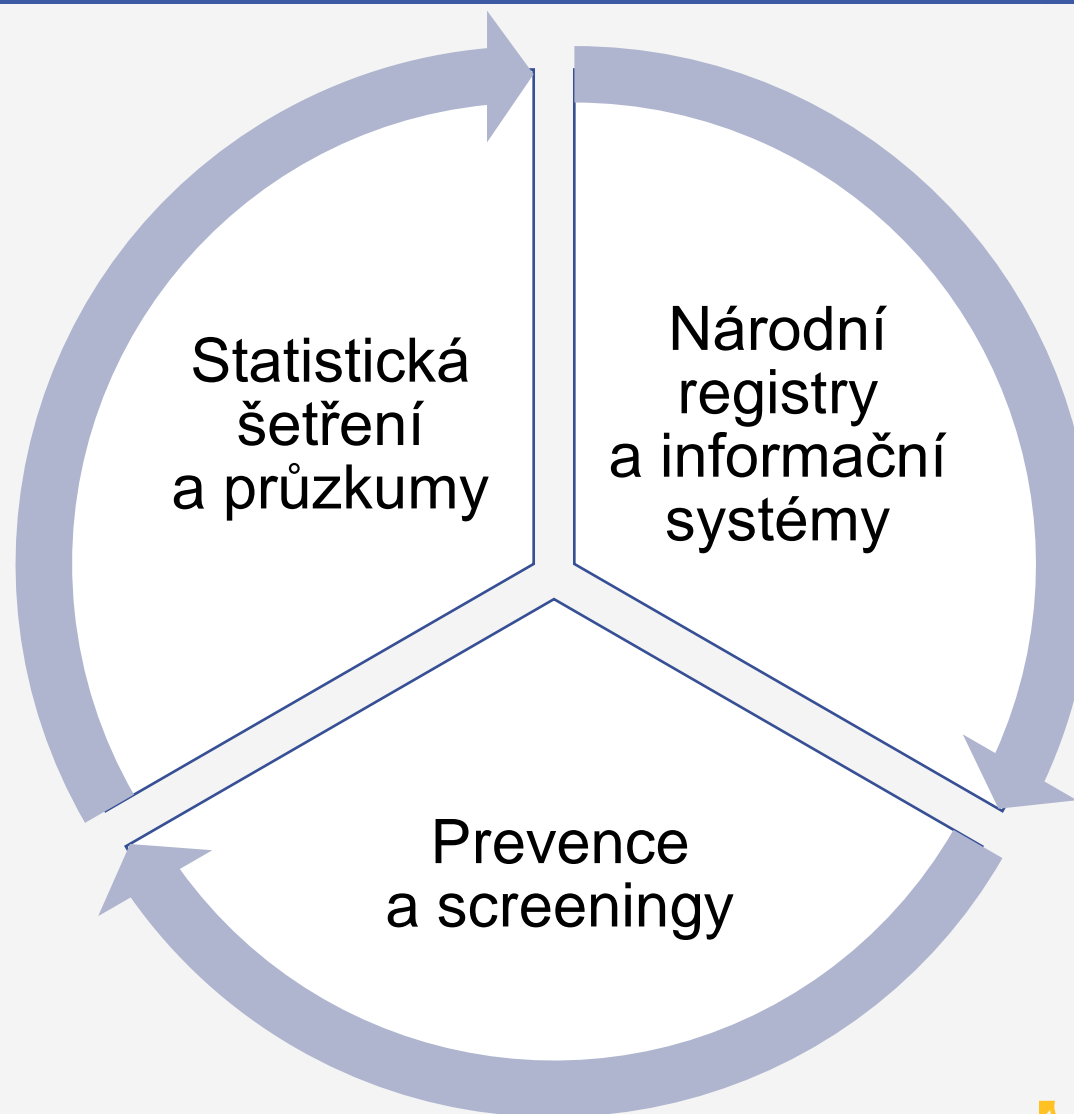 Statistická
šetření
a průzkumy
Národní
registry
a informační
systémy
Prevence
a screeningy